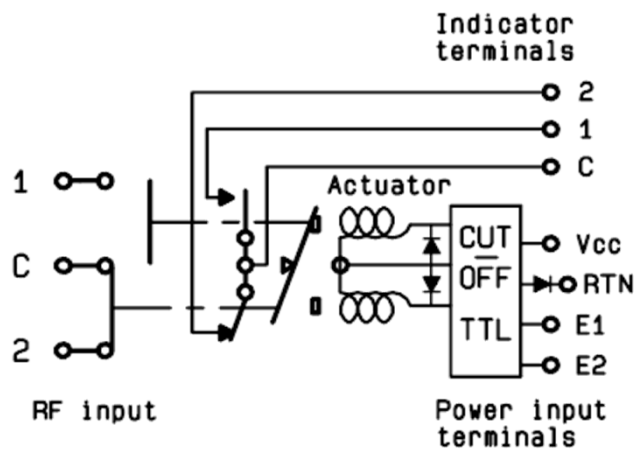 Indicator
terminals
2
1
C
1
Actuator
CUT
Vcc
C
OFF
RTN
TTL
E1
2
E2
RF input
Power input
terminals